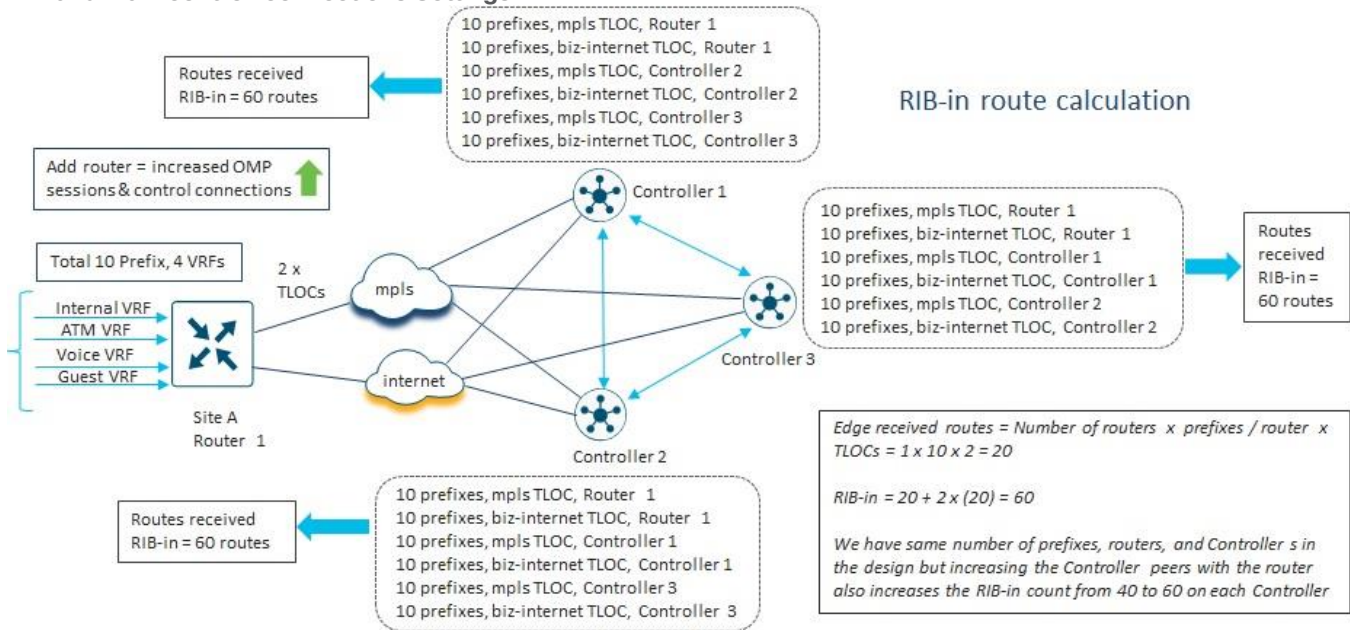 10 prefixes, mpls TLOC, Router 1
10 prefixes, biz-internet TLOC, Router 1
10 prefixes, mpls TLOC, Controller 2
10 prefixes, biz-internet TLOC, Controller 2
10 prefixes, mpls TLOC, Controller 3
10 prefixes, biz-internet TLOC, Controller 3
Routes received
RIB-in = 60 routes
RIB-in route calculation
Add router = increased OMP
sessions & control connections
Controller 1
Total 10 Prefix, 4 VRFs
2 x
TLOCs
mpls
Internal VRF
ATM VRF
Voice VRF
Guest VRF
internet
Site A
Router 1
Controller 3
Controller 2
10 prefixes, mpls TLOC, Router 1
10 prefixes, biz-internet TLOC, Router 1
10 prefixes, mpls TLOC, Controller 1
10 prefixes, biz-internet TLOC, Controller 1
10 prefixes, mpls TLOC, Controller 2
10 prefixes, biz-internet TLOC, Controller 2
Routes
received
RIB-in =
60 routes
Routes received
RIB-in = 60 routes
10 prefixes, mpls TLOC, Router 1
10 prefixes, biz-internet TLOC, Router 1
10 prefixes, mpls TLOC, Controller 1
10 prefixes, biz-internet TLOC, Controller 1
10 prefixes, mpls TLOC, Controller 3
10 prefixes, biz-internet TLOC, Controller 3
Edge received routes = Number of routers x prefixes / router x
TLOCs = 1 x 10 x 2 = 20
RIB-in = 20 + 2 x (20) = 60
We have same number of prefixes, routers, and Controller s in
the design but increasing the Controller peers with the router
also increases the RIB-in count from 40 to 60 on each Controller